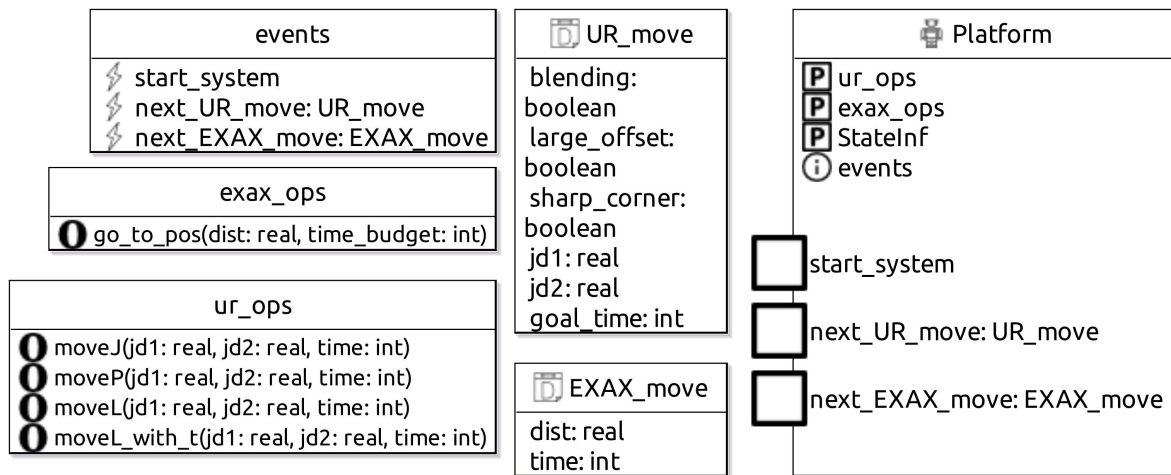 events
start_system
next_UR_move: UR_move
next_EXAX_move: EXAX_move
exax_ops
O go_to_pos(dist: real, time_budget: int)
ur_ops
O moveJ(jd1: real, jd2: real, time: int)
O moveP(jd1: real, jd2: real, time: int)
O moveL(jd1: real, jd2: real, time: int)
O moveL_with_t(jd1: real, jd2: real, time: int)
D UR_move
blending:
boolean
large_offset:
boolean
sharp_corner:
boolean
jd1: real
jd2: real
goal_time: int
D EXAX_move
dist: real
time: int
Platform
P ur_ops
P exax_ops
P StateInf
i events
start_system
next_UR_move: UR_move
next_EXAX_move: EXAX_move